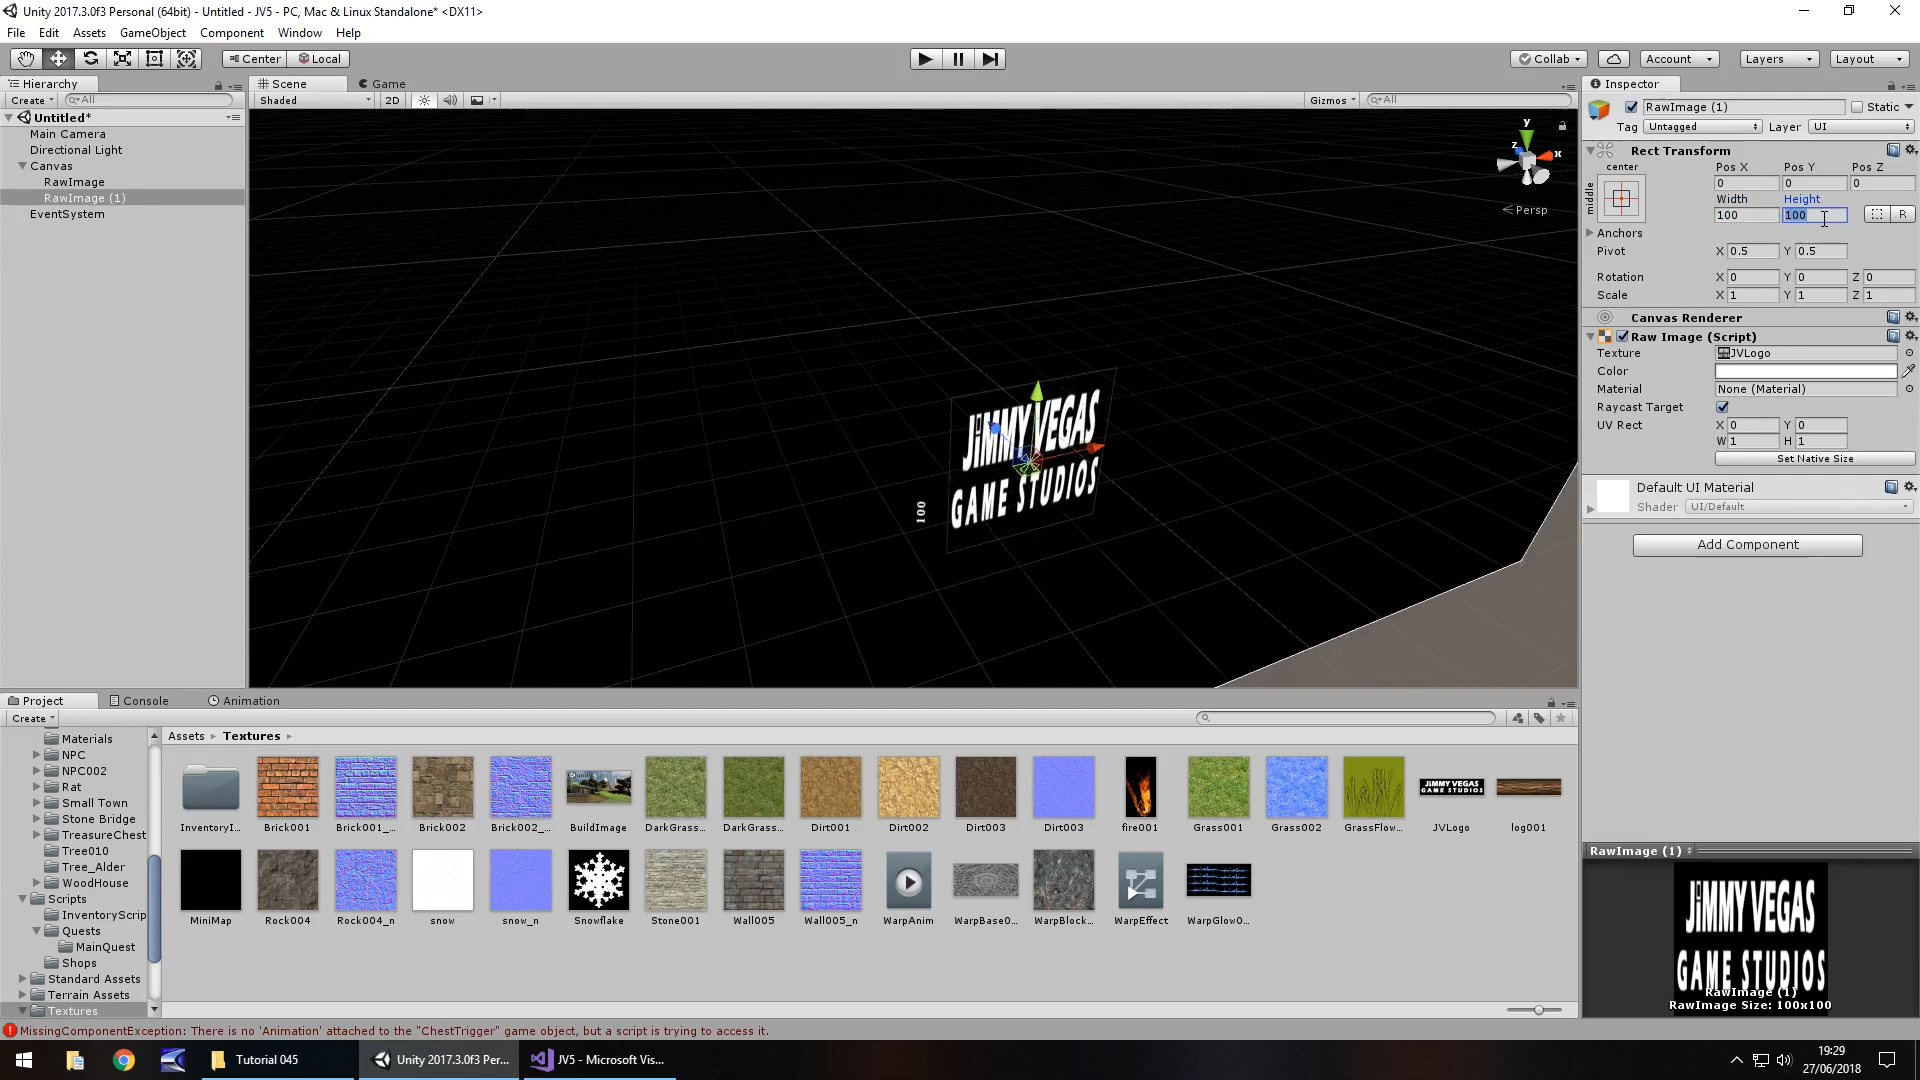 Unity 2017.3.0f3 Personal (64bit) - Untitled - JV5 - PC, Mac & Linux Standalone* <DX11>
File Edit Assets GameObject Component Window Help
Center Local Collab Account Layers Layout
Hierarchy Scene Game Inspector
Create All Shaded 2D Gizmos All
RawImage (1) Static
Tag Untagged Layer UI
Untitled*
Main Camera
Directional Light
Canvas
RawImage
RawImage (1)
EventSystem
y
z
x
Persp
Rect Transform
center Pos X Pos Y Pos Z
middle 0 0 0
Width Height
100 100 R
Anchors
Pivot X 0.5 Y 0.5
Rotation X 0 Y 0 Z 0
Scale X 1 Y 1 Z 1
Canvas Renderer
Raw Image (Script)
Texture JVLogo
Color
Material None (Material)
Raycast Target
UV Rect X 0 Y 0
W 1 H 1
Set Native Size
Default UI Material
Shader UI/Default
Add Component
JIMMY VEGAS
GAME STUDIOS
100
Project Console Animation
Create
Assets Textures
Materials
NPC
NPC002
Rat
Small Town
Stone Bridge
TreasureChest
Tree010
Tree_Alder
WoodHouse
Scripts
InventoryScrip
Quests
MainQuest
Shops
Standard Assets
Terrain Assets
Textures
JIMMY VEGAS
GAME STUDIOS
InventoryI... Brick001 Brick001_... Brick002 Brick002_... BuildImage DarkGrass... DarkGrass... Dirt001 Dirt002 Dirt003 Dirt003 fire001 Grass001 Grass002 GrassFlow... JVLogo log001
MiniMap Rock004 Rock004_n snow snow_n Snowflake Stone001 Wall005 Wall005_n WarpAnim WarpBase0... WarpBlock... WarpEffect WarpGlow0...
RawImage (1)
JIMMY VEGAS
GAME STUDIOS
RawImage (1)
RawImage Size: 100x100
MissingComponentException: There is no 'Animation' attached to the "ChestTrigger" game object, but a script is trying to access it.
Tutorial 045 Unity 2017.3.0f3 Per... JV5 - Microsoft Vis...
19:29
27/06/2018